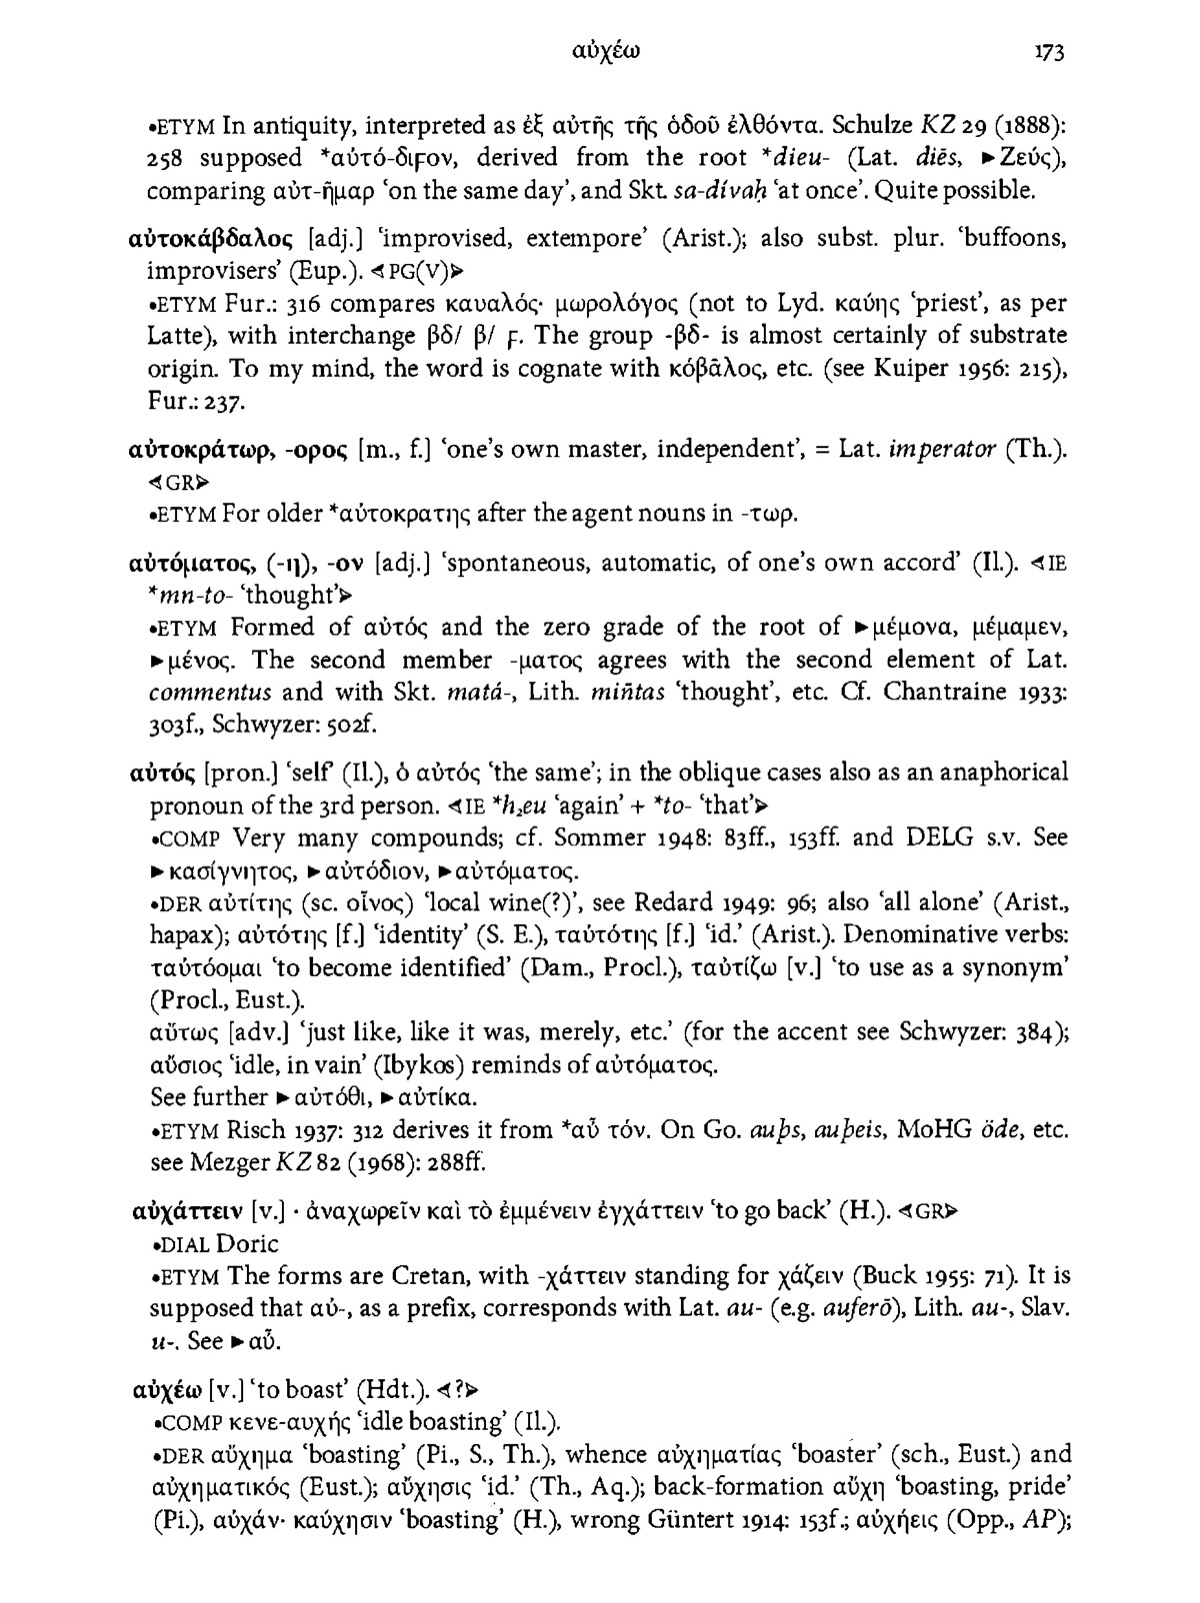 αὐχέω 173
•ETYM In antiquity, interpreted as ἐξ αὐτῆς τῆς ὁδοῦ ἐλθόντα. Schulze KZ 29 (1888):
258 supposed *αὐτό-διϝον, derived from the root *dieu- (Lat. diēs, ►Ζεύς),
comparing αὐτ-ῆμαρ ‘on the same day’, and Skt. sa-dívaḥ ‘at once’. Quite possible.
αὐτοκάβδαλος [adj.] ‘improvised, extempore’ (Arist.); also subst. plur. ‘buffoons,
improvisers’ (Eup.). ⋖PG(V)⋗
•ETYM Fur.: 316 compares καυαλός· μωρολόγος (not to Lyd. καύης ‘priest’, as per
Latte), with interchange βδ/ β/ ϝ. The group -βδ- is almost certainly of substrate
origin. To my mind, the word is cognate with κόβᾱλος, etc. (see Kuiper 1956: 215),
Fur.: 237.
αὐτοκράτωρ, -ορος [m., f.] ‘one’s own master, independent’, = Lat. imperator (Th.).
⋖GR⋗
•ETYM For older *αὐτοκρατης after the agent nouns in -τωρ.
αὐτόματος, (-η), -ον [adj.] ‘spontaneous, automatic, of one’s own accord’ (Il.). ⋖IE
*mn-to- ‘thought’⋗
•ETYM Formed of αὐτός and the zero grade of the root of ►μέμονα, μέμαμεν,
►μένος. The second member -ματος agrees with the second element of Lat.
commentus and with Skt. matá-, Lith. miñtas ‘thought’, etc. Cf. Chantraine 1933:
303f., Schwyzer: 502f.
αὐτός [pron.] ‘self’ (Il.), ὁ αὐτός ‘the same’; in the oblique cases also as an anaphorical
pronoun of the 3rd person. ⋖IE *h₂eu ‘again’ + *to- ‘that’⋗
•COMP Very many compounds; cf. Sommer 1948: 83ff., 153ff. and DELG s.v. See
►κασίγνητος, ►αὐτόδιον, ►αὐτόματος.
•DER αὐτίτης (sc. οἶνος) ‘local wine(?)’, see Redard 1949: 96; also ‘all alone’ (Arist.,
hapax); αὐτότης [f.] ‘identity’ (S. E.), ταὐτότης [f.] ‘id.’ (Arist.). Denominative verbs:
ταὐτόομαι ‘to become identified’ (Dam., Procl.), ταὐτίζω [v.] ‘to use as a synonym’
(Procl., Eust.).
αὔτως [adv.] ‘just like, like it was, merely, etc.’ (for the accent see Schwyzer: 384);
αὔσιος ‘idle, in vain’ (Ibykos) reminds of αὐτόματος.
See further ►αὐτόθι, ►αὐτίκα.
•ETYM Risch 1937: 312 derives it from *αὖ τόν. On Go. auþs, auþeis, MoHG öde, etc.
see Mezger KZ 82 (1968): 288ff.
αὐχάττειν [v.] · ἀναχωρεῖν καὶ τὸ ἐμμένειν ἐγχάττειν ‘to go back’ (H.). ⋖GR⋗
•DIAL Doric
•ETYM The forms are Cretan, with -χάττειν standing for χάζειν (Buck 1955: 71). It is
supposed that αὐ-, as a prefix, corresponds with Lat. au- (e.g. auferō), Lith. au-, Slav.
u-. See ►αὖ.
αὐχέω [v.] ‘to boast’ (Hdt.). ⋖?⋗
•COMP κενε-αυχής ‘idle boasting’ (Il.).
•DER αὔχημα ‘boasting’ (Pi., S., Th.), whence αὐχηματίας ‘boaster’ (sch., Eust.) and
αὐχηματικός (Eust.); αὔχησις ‘id.’ (Th., Aq.); back-formation αὔχη ‘boasting, pride’
(Pi.), αὐχάν· καύχησιν ‘boasting’ (H.), wrong Güntert 1914: 153f.; αὐχήεις (Opp., AP);